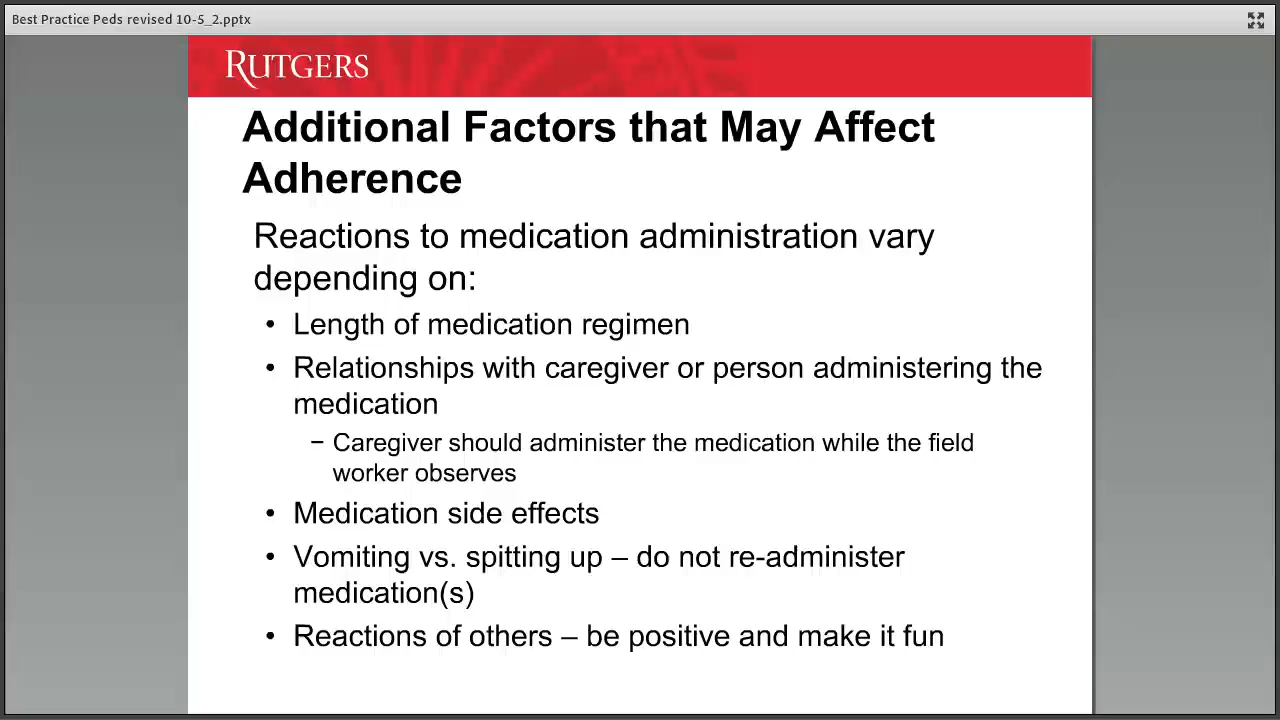 Best Practice Peds revised 10-5_2.pptx
RUTGERS
Additional Factors that May Affect
Adherence
Reactions to medication administration vary
depending on:
• Length of medication regimen
• Relationships with caregiver or person administering the
medication
− Caregiver should administer the medication while the field
worker observes
• Medication side effects
• Vomiting vs. spitting up – do not re-administer
medication(s)
• Reactions of others – be positive and make it fun